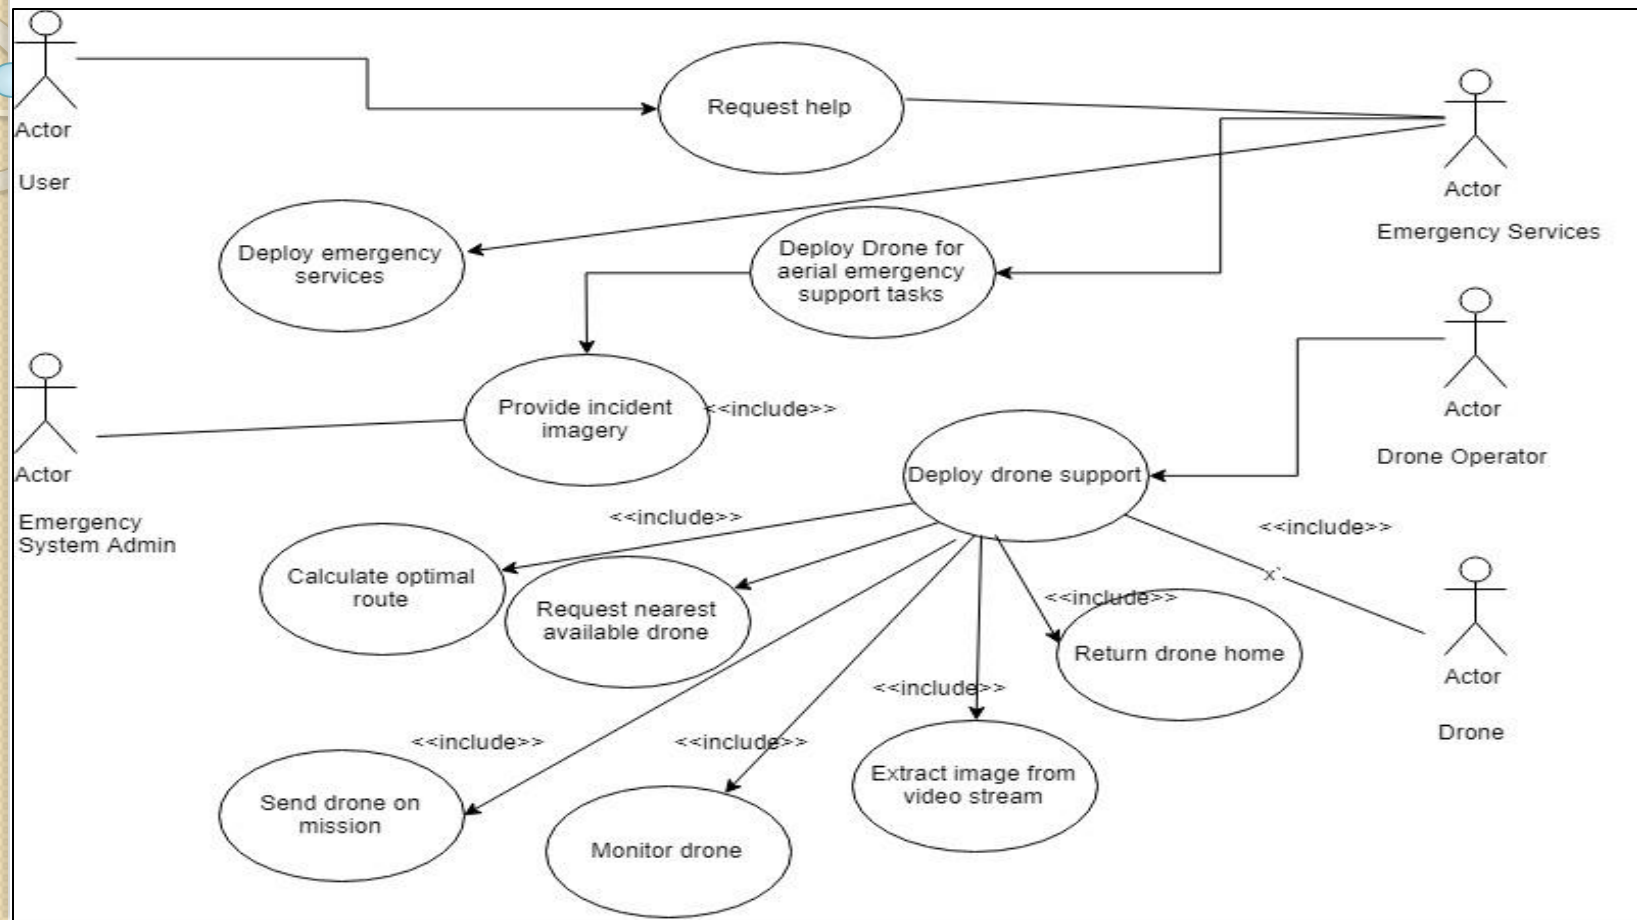 Request help
Actor
User
Actor
Emergency Services
Deploy emergency
services
Deploy Drone for
aerial emergency
support tasks
Provide incident
imagery
<<include>>
Actor
Drone Operator
Actor
Emergency
System Admin
Deploy drone support
<<include>>
<<include>>
x`
Calculate optimal
route
Request nearest
available drone
<<include>>
Return drone home
Actor
Drone
<<include>>
<<include>>
<<include>>
Extract image from
video stream
Send drone on
mission
Monitor drone